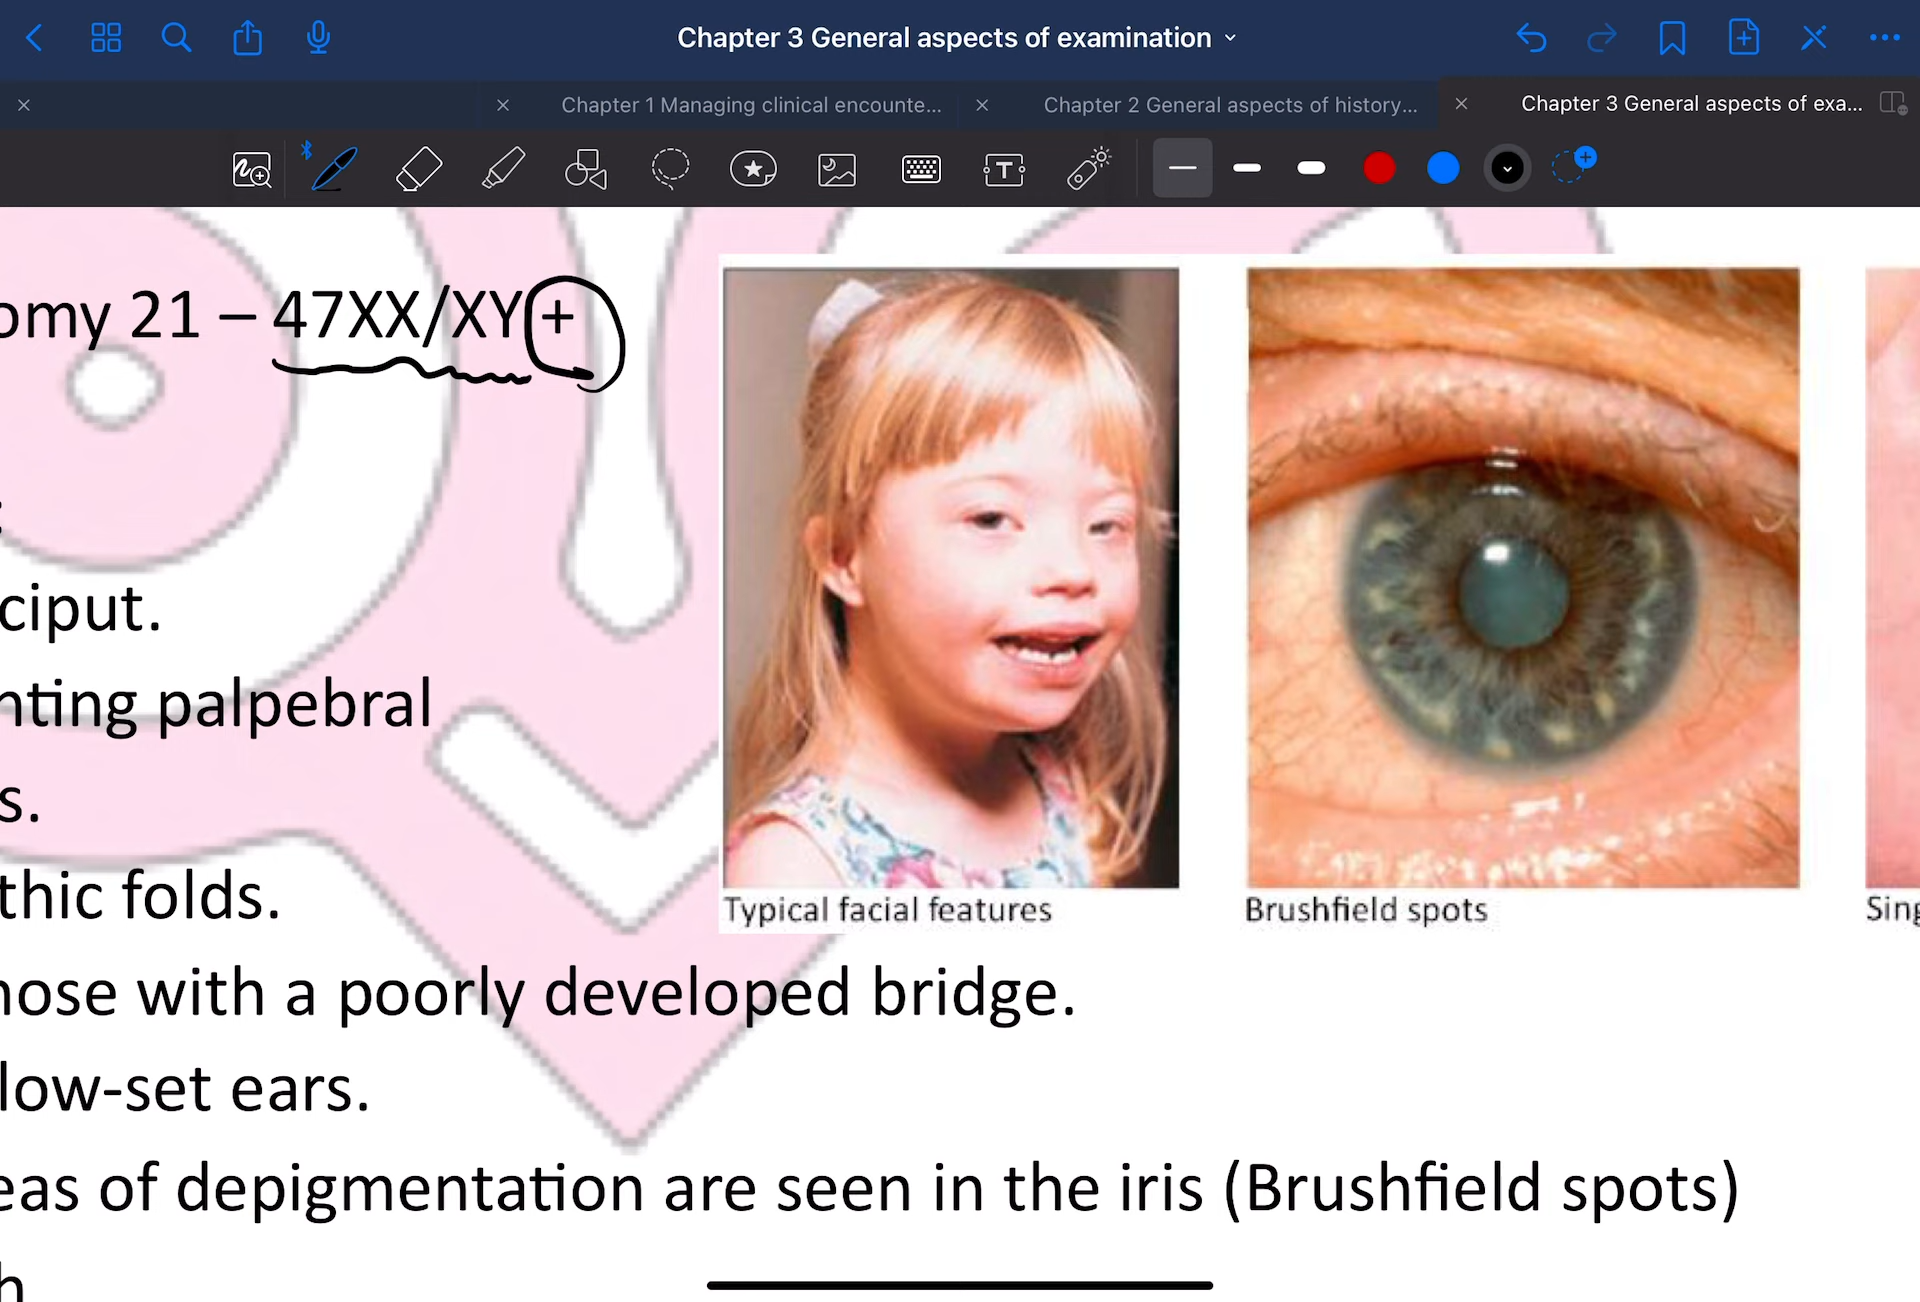 Chapter 3 General aspects of examination
Chapter 1 Managing clinical encounte...
Chapter 2 General aspects of history...
Chapter 3 General aspects of exa...
T
omy 21 – 47XX/XY +
:
ciput.
nting palpebral
s.
thic folds.
Typical facial features
Brushfield spots
Sing
nose with a poorly developed bridge.
low-set ears.
eas of depigmentation are seen in the iris (Brushfield spots)
h